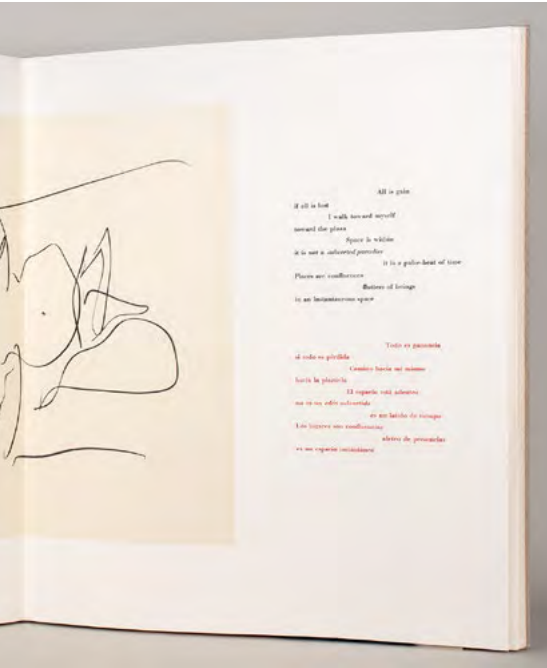 All is gain
if all is lost
I walk toward myself
toward the plaza
Space is within
it is not a subverted paradise
it is a pulse-beat of time
Places are confluences
flutters of beings
in an instantaneous space
Todo es ganancia
si todo es pérdida
Camino hacia mí mismo
hacia la plazuela
El espacio está adentro
no es un edén subvertido
es un latido de tiempo
Los lugares son confluencias
aleteo de presencias
en un espacio instantáneo